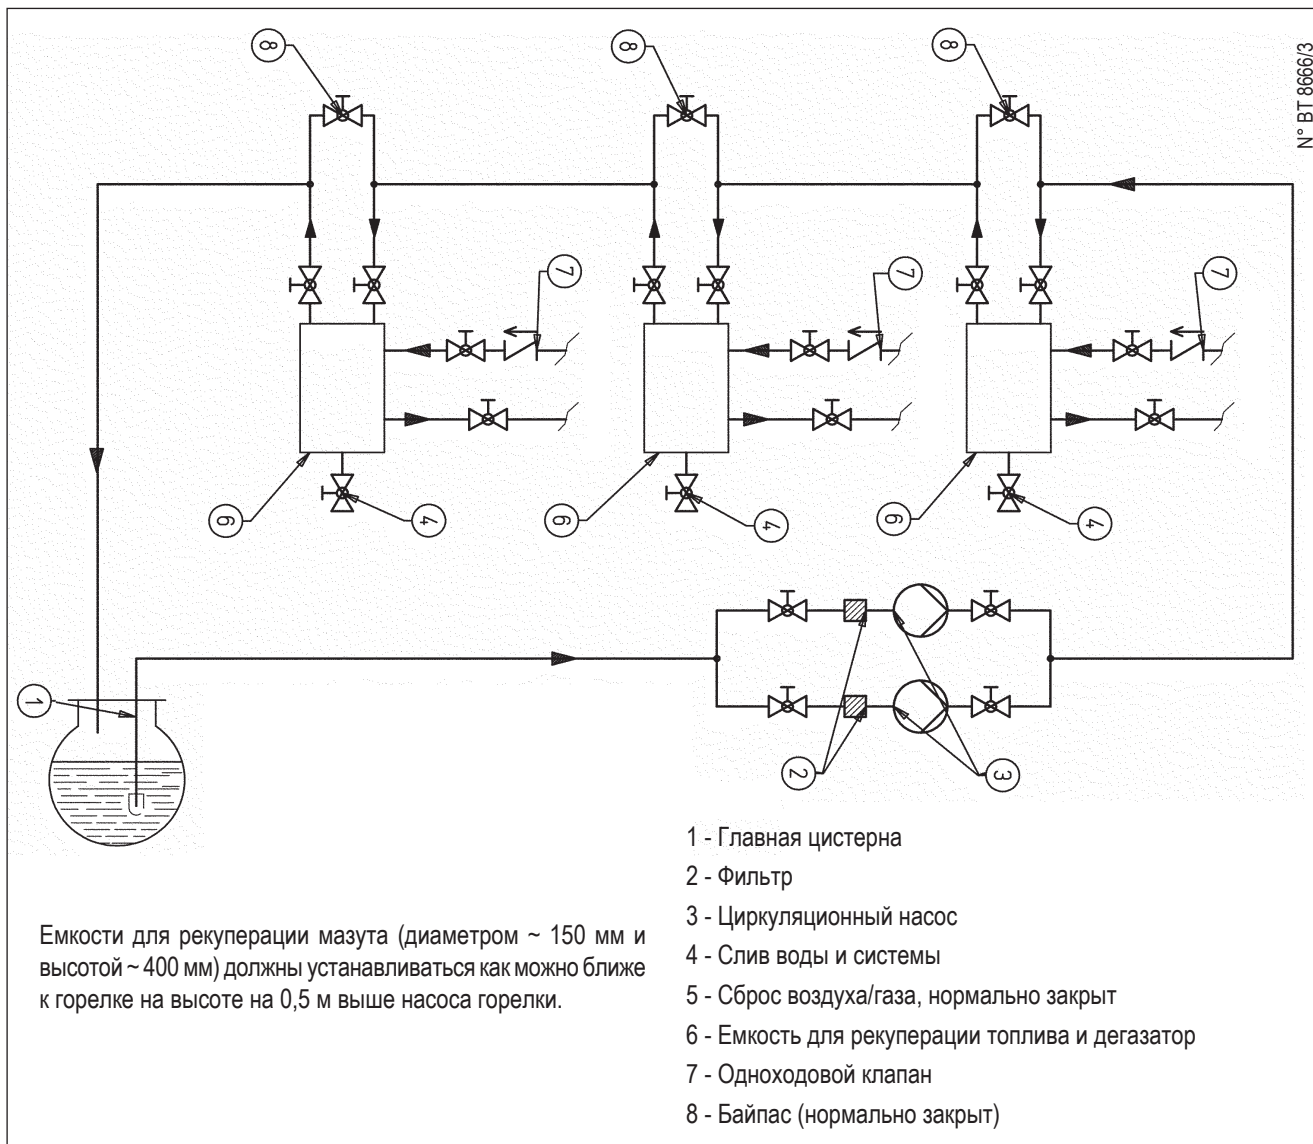 8
8
8
N° BT 8666/3
7
7
7
6
4
6
4
6
4
1
2
3
1 - Главная цистерна
2 - Фильтр
3 - Циркуляционный насос
4 - Слив воды и системы
5 - Сброс воздуха/газа, нормально закрыт
6 - Емкость для рекуперации топлива и дегазатор
7 - Одноходовой клапан
8 - Байпас (нормально закрыт)
Емкости для рекуперации мазута (диаметром ~ 150 мм и
высотой ~ 400 мм) должны устанавливаться как можно ближе
к горелке на высоте на 0,5 м выше насоса горелки.